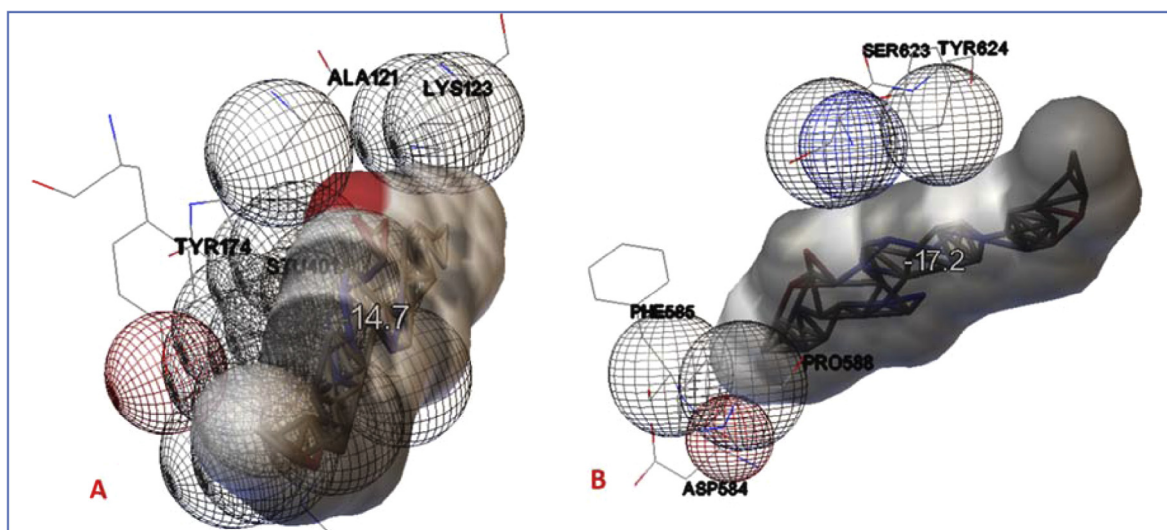 ALA121
LYS123
TYR174
-14.7
A
SER623
TYR624
-17.2
PHE585
PRO588
ASP584
B